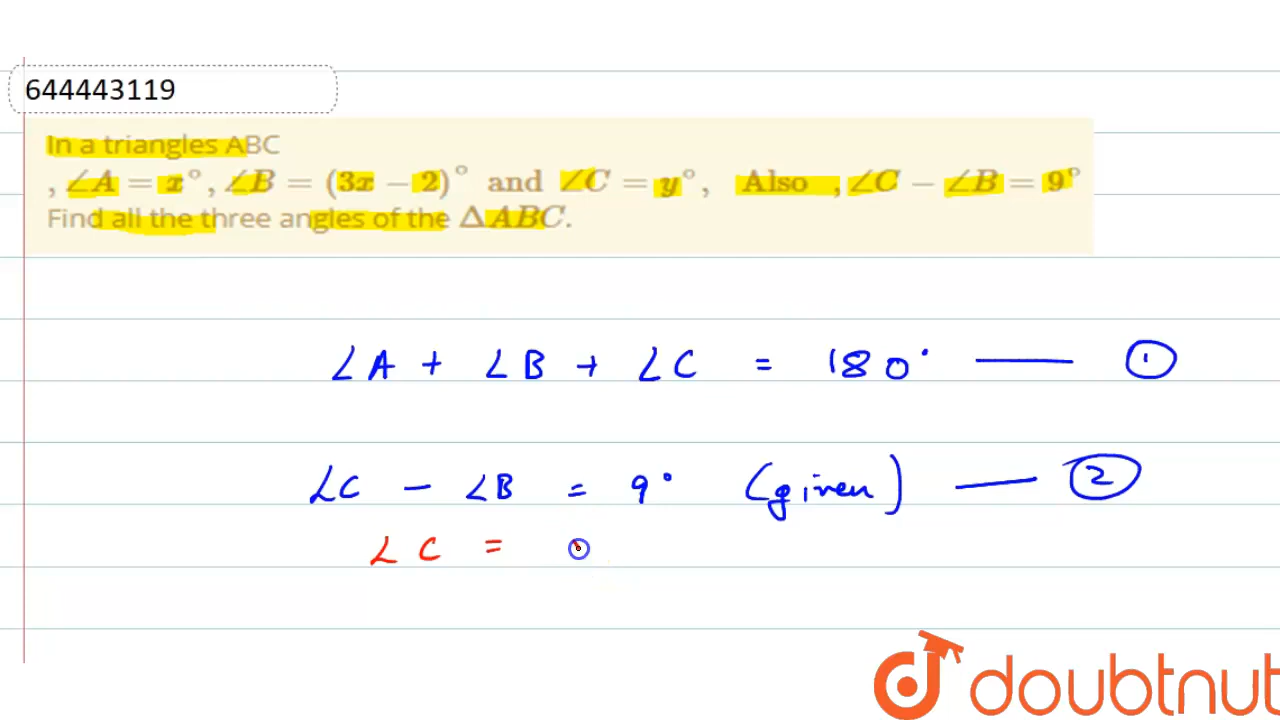 644443119
In a triangles ABC
, ∠A = x°, ∠B = (3x − 2)° and ∠C = y°, Also , ∠C − ∠B = 9°
Find all the three angles of the ΔABC.
∠A + ∠B + ∠C = 180° —— ①
∠C − ∠B = 9° (given) —— ②
∠C =
doubtnut